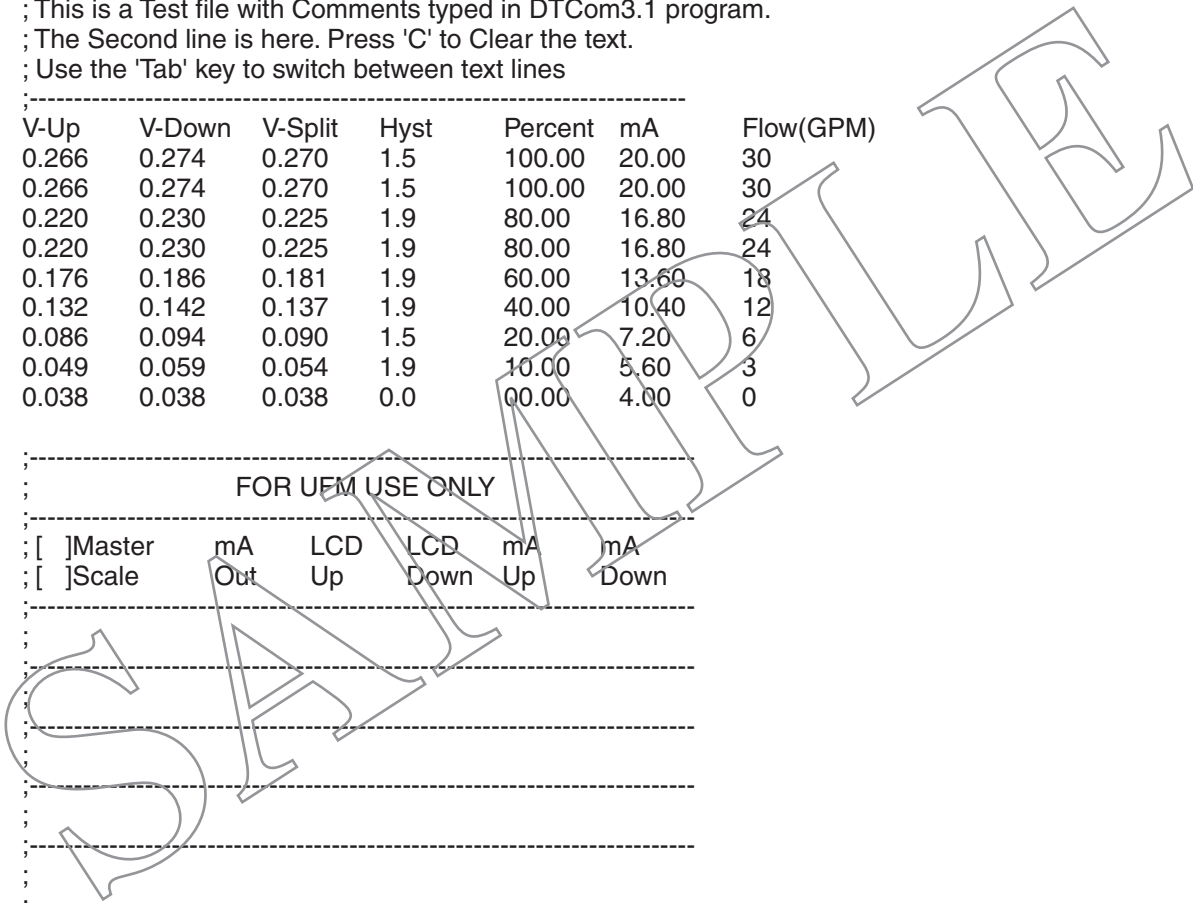 ; This is a Test file with Comments typed in DTCom3.1 program.
; The Second line is here. Press 'C' to Clear the text.
; Use the 'Tab' key to switch between text lines
;--------------------------------------------------------------------------
V-Up V-Down V-Split Hyst Percent mA Flow(GPM)
0.266 0.274 0.270 1.5 100.00 20.00 30
0.266 0.274 0.270 1.5 100.00 20.00 30
0.220 0.230 0.225 1.9 80.00 16.80 24
0.220 0.230 0.225 1.9 80.00 16.80 24
0.176 0.186 0.181 1.9 60.00 13.60 18
0.132 0.142 0.137 1.9 40.00 10.40 12
0.086 0.094 0.090 1.5 20.00 7.20 6
0.049 0.059 0.054 1.9 10.00 5.60 3
0.038 0.038 0.038 0.0 00.00 4.00 0
;---------------------------------------------------------------------------
; FOR UFM USE ONLY
;---------------------------------------------------------------------------
; [ ]Master mA LCD LCD mA mA
; [ ]Scale Out Up Down Up Down
;---------------------------------------------------------------------------
;
;---------------------------------------------------------------------------
;
;---------------------------------------------------------------------------
;
;---------------------------------------------------------------------------
;
;---------------------------------------------------------------------------
;
;
SAMPLE